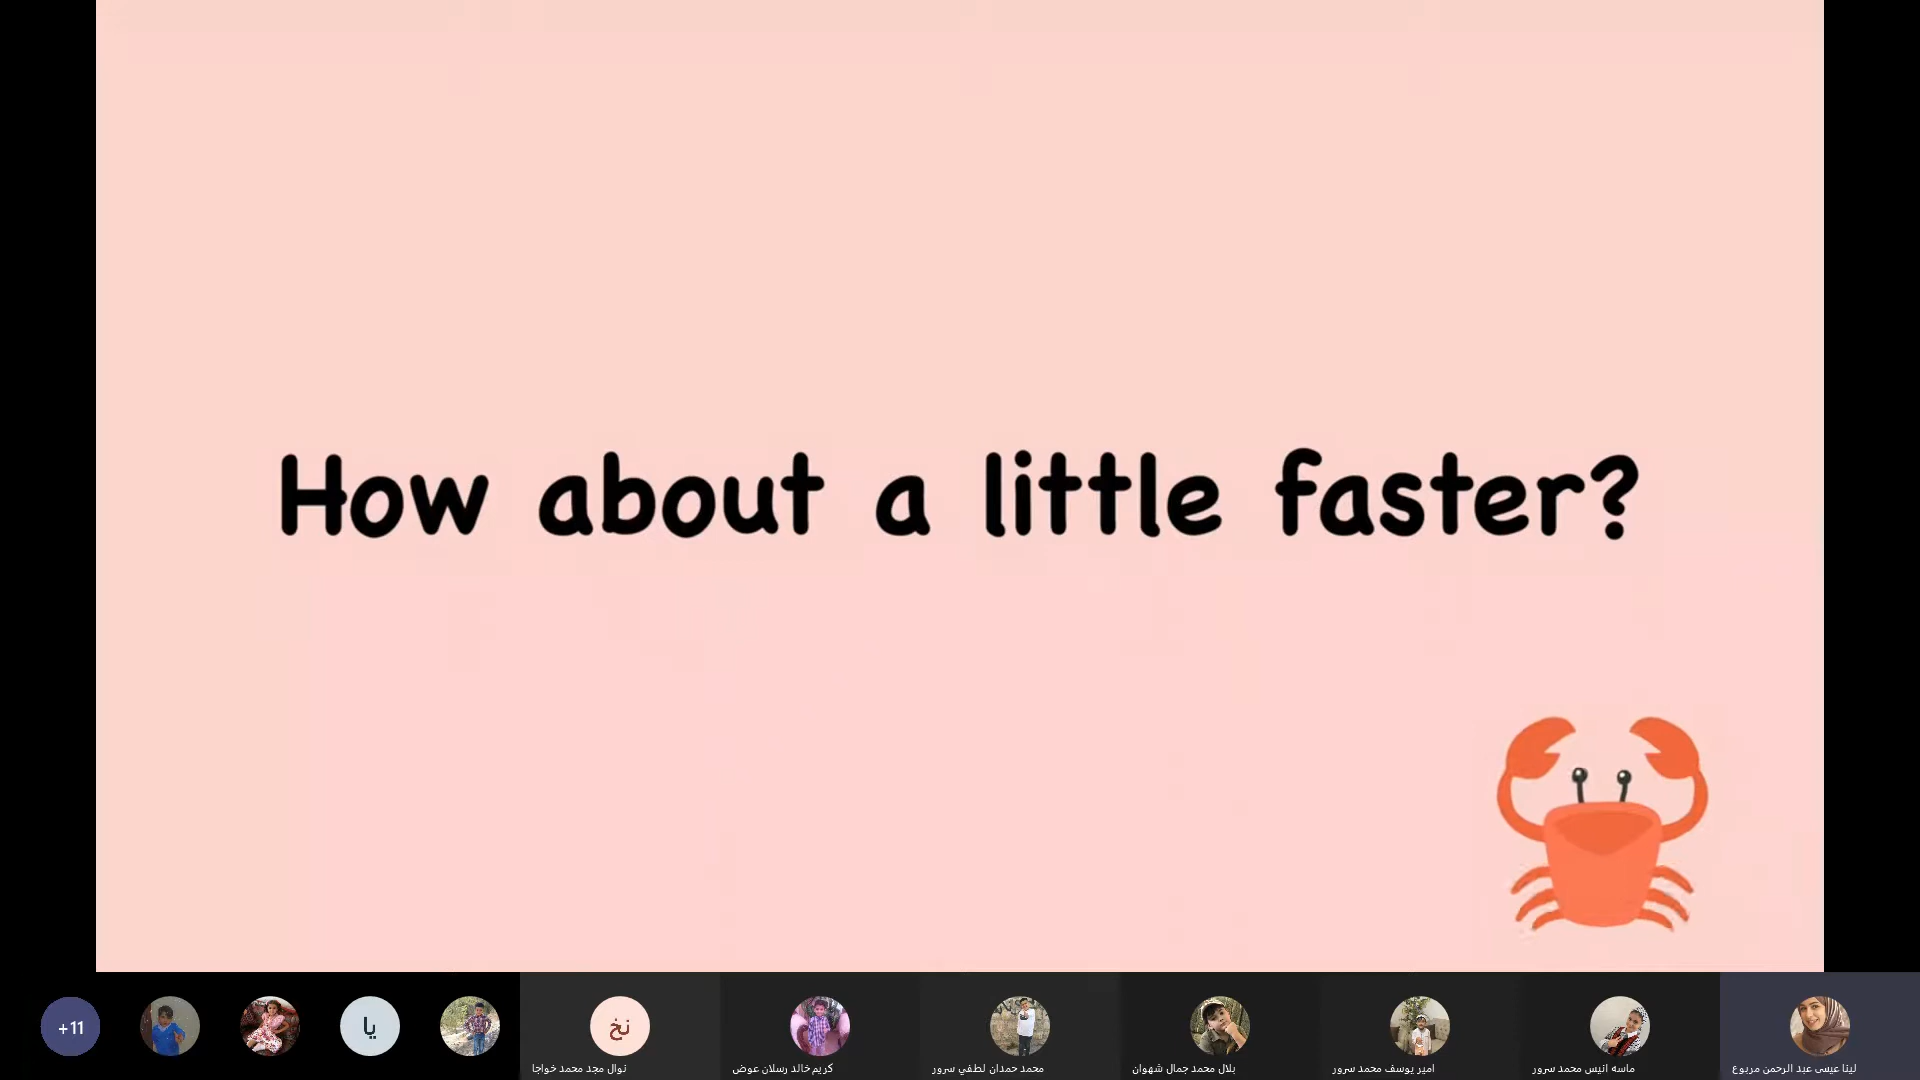 How about a little faster?
+11
يا
نخ
نوال مجد محمد خواجا
كريم خالد رسلان عوض
محمد حمدان لطفي سرور
بلال محمد جمال شهوان
امير يوسف محمد سرور
ماسه انيس محمد سرور
لينا عيسى عبد الرحمن مربوع